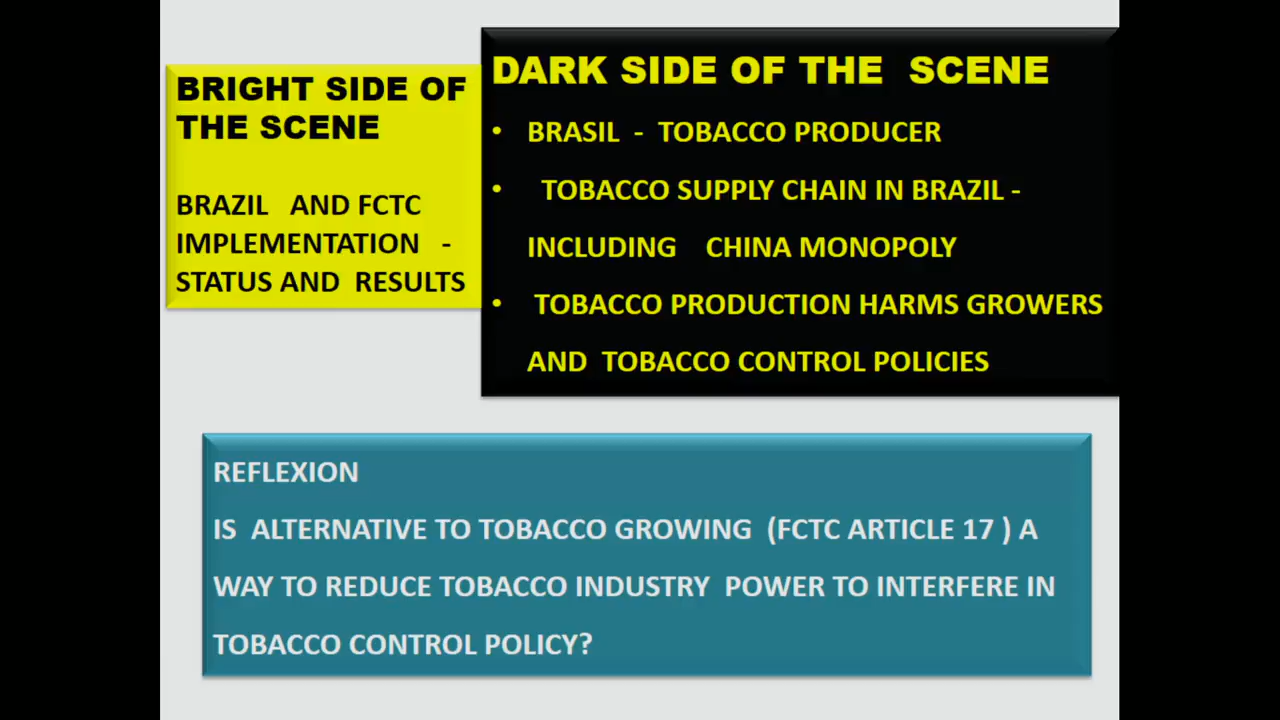 BRIGHT SIDE OF
THE SCENE
BRAZIL AND FCTC
IMPLEMENTATION -
STATUS AND RESULTS
DARK SIDE OF THE SCENE
• BRASIL - TOBACCO PRODUCER
• TOBACCO SUPPLY CHAIN IN BRAZIL -
INCLUDING CHINA MONOPOLY
• TOBACCO PRODUCTION HARMS GROWERS
AND TOBACCO CONTROL POLICIES
REFLEXION
IS ALTERNATIVE TO TOBACCO GROWING (FCTC ARTICLE 17 ) A
WAY TO REDUCE TOBACCO INDUSTRY POWER TO INTERFERE IN
TOBACCO CONTROL POLICY?